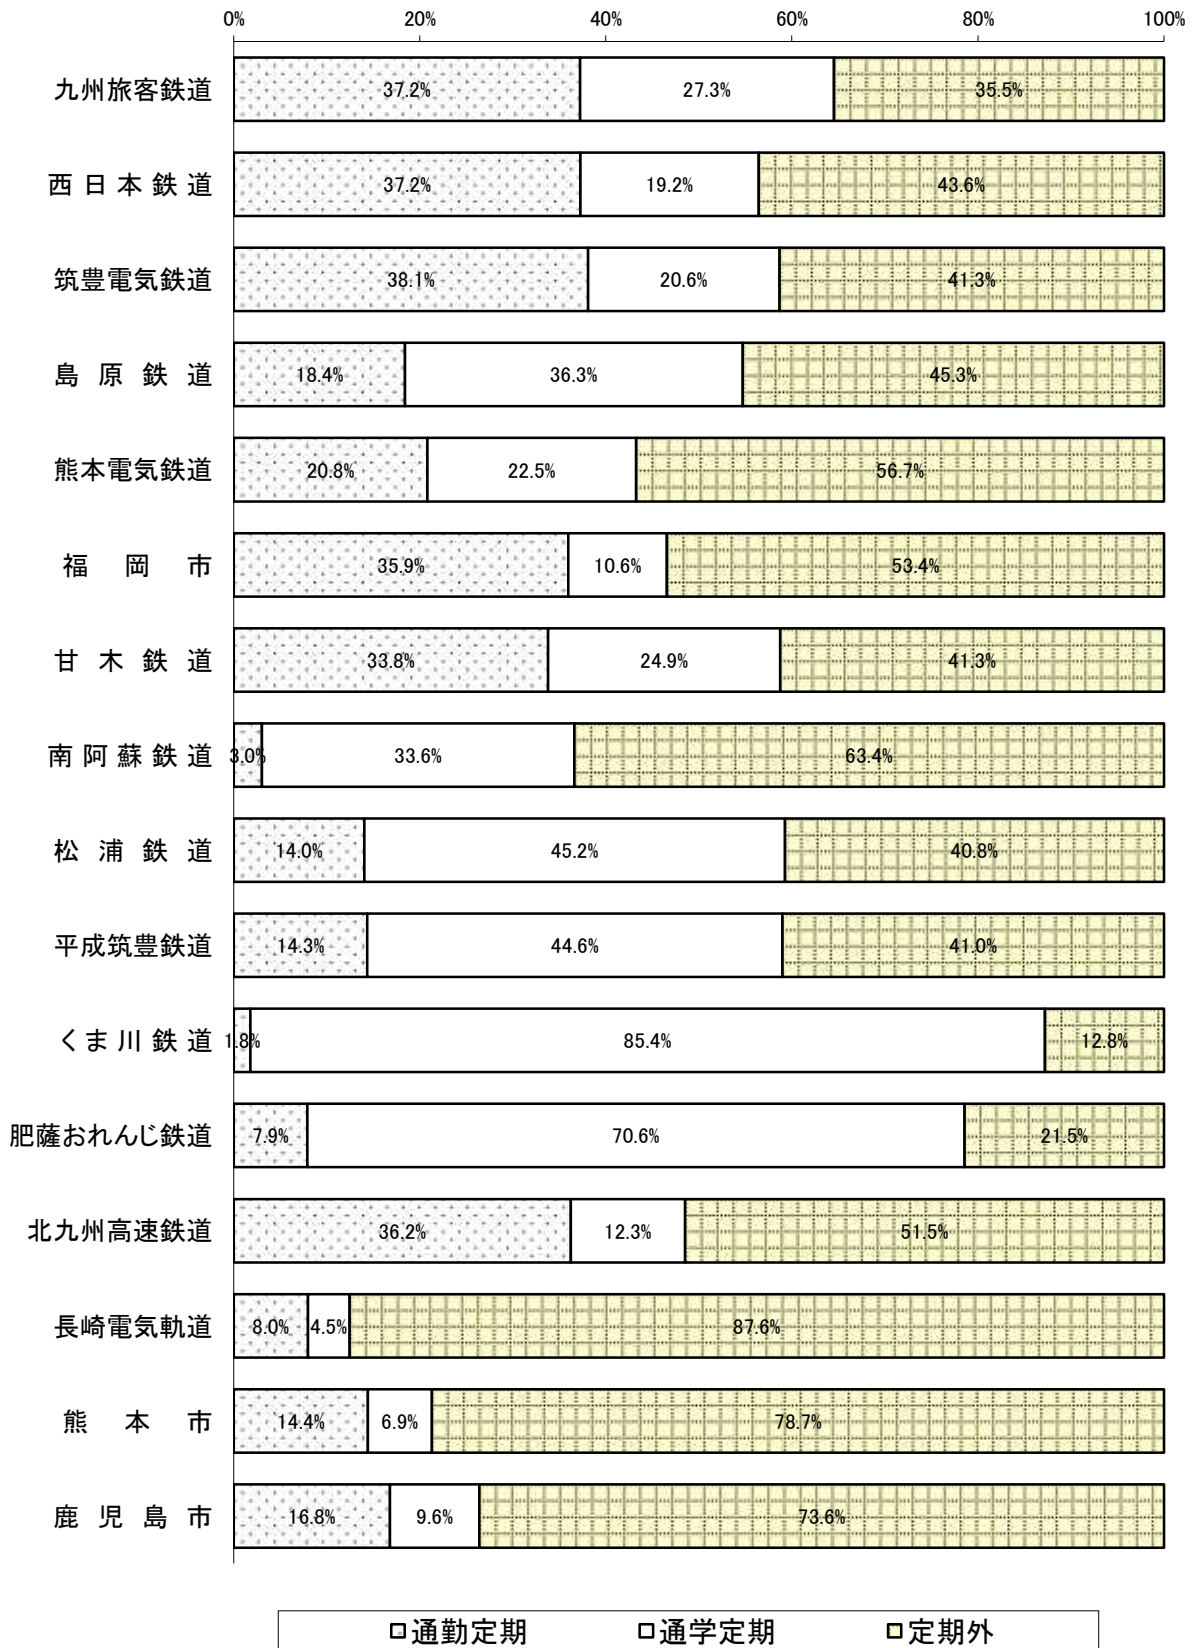 0% 20% 40% 60% 80% 100%
九州旅客鉄道 37.2% 27.3% 35.5%
西日本鉄道 37.2% 19.2% 43.6%
筑豊電気鉄道 38.1% 20.6% 41.3%
島原鉄道 18.4% 36.3% 45.3%
熊本電気鉄道 20.8% 22.5% 56.7%
福岡市 35.9% 10.6% 53.4%
甘木鉄道 33.8% 24.9% 41.3%
南阿蘇鉄道 3.0% 33.6% 63.4%
松浦鉄道 14.0% 45.2% 40.8%
平成筑豊鉄道 14.3% 44.6% 41.0%
くま川鉄道 1.8% 85.4% 12.8%
肥薩おれんじ鉄道 7.9% 70.6% 21.5%
北九州高速鉄道 36.2% 12.3% 51.5%
長崎電気軌道 8.0% 4.5% 87.6%
熊本市 14.4% 6.9% 78.7%
鹿児島市 16.8% 9.6% 73.6%
通勤定期 通学定期 定期外